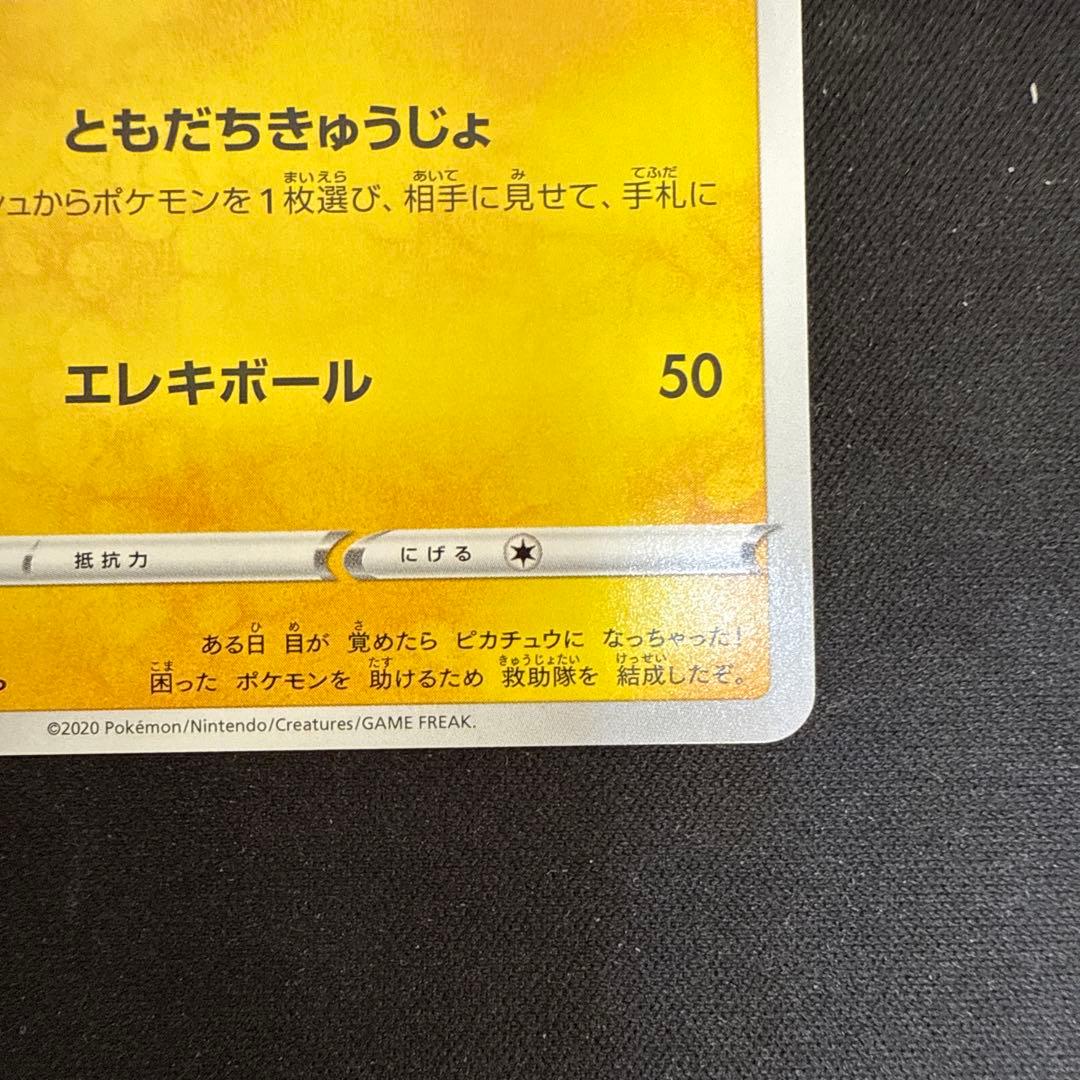 ともだちきゅうじょ
ュからポケモンを1枚選び、相手に見せて、手札に
エレキボール 50
抵抗力 にげる
ある日 目が 覚めたら ピカチュウに なっちゃった!
困った ポケモンを 助けるため 救助隊を 結成したぞ。
©2020 Pokémon/Nintendo/Creatures/GAME FREAK.